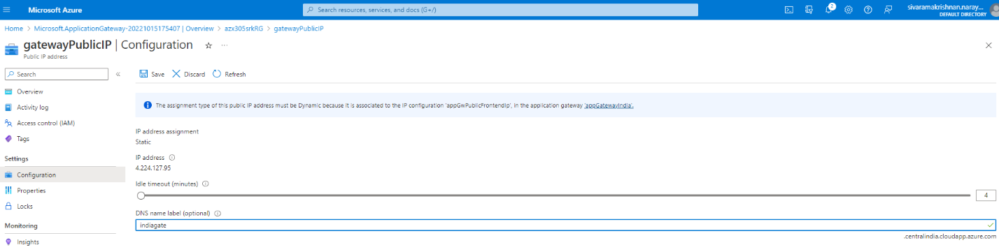 Microsoft Azure
Search resources, services, and docs (G+/)
2
sivaramakrishnan.naray...
DEFAULT DIRECTORY
Home > Microsoft.ApplicationGateway-20221015175407 | Overview > azx305srkRG > gatewayPublicIP
gatewayPublicIP | Configuration
Public IP address
Search
Save Discard Refresh
Overview
Activity log
Access control (IAM)
Tags
Settings
Configuration
Properties
Locks
Monitoring
Insights
The assignment type of this public IP address must be Dynamic because it is associated to the IP configuration 'appGwPublicFrontendIp', in the application gateway 'appGatewayIndia'.
IP address assignment
Static
IP address
4.224.127.95
Idle timeout (minutes)
4
DNS name label (optional)
indiagate
.centralindia.cloudapp.azure.com